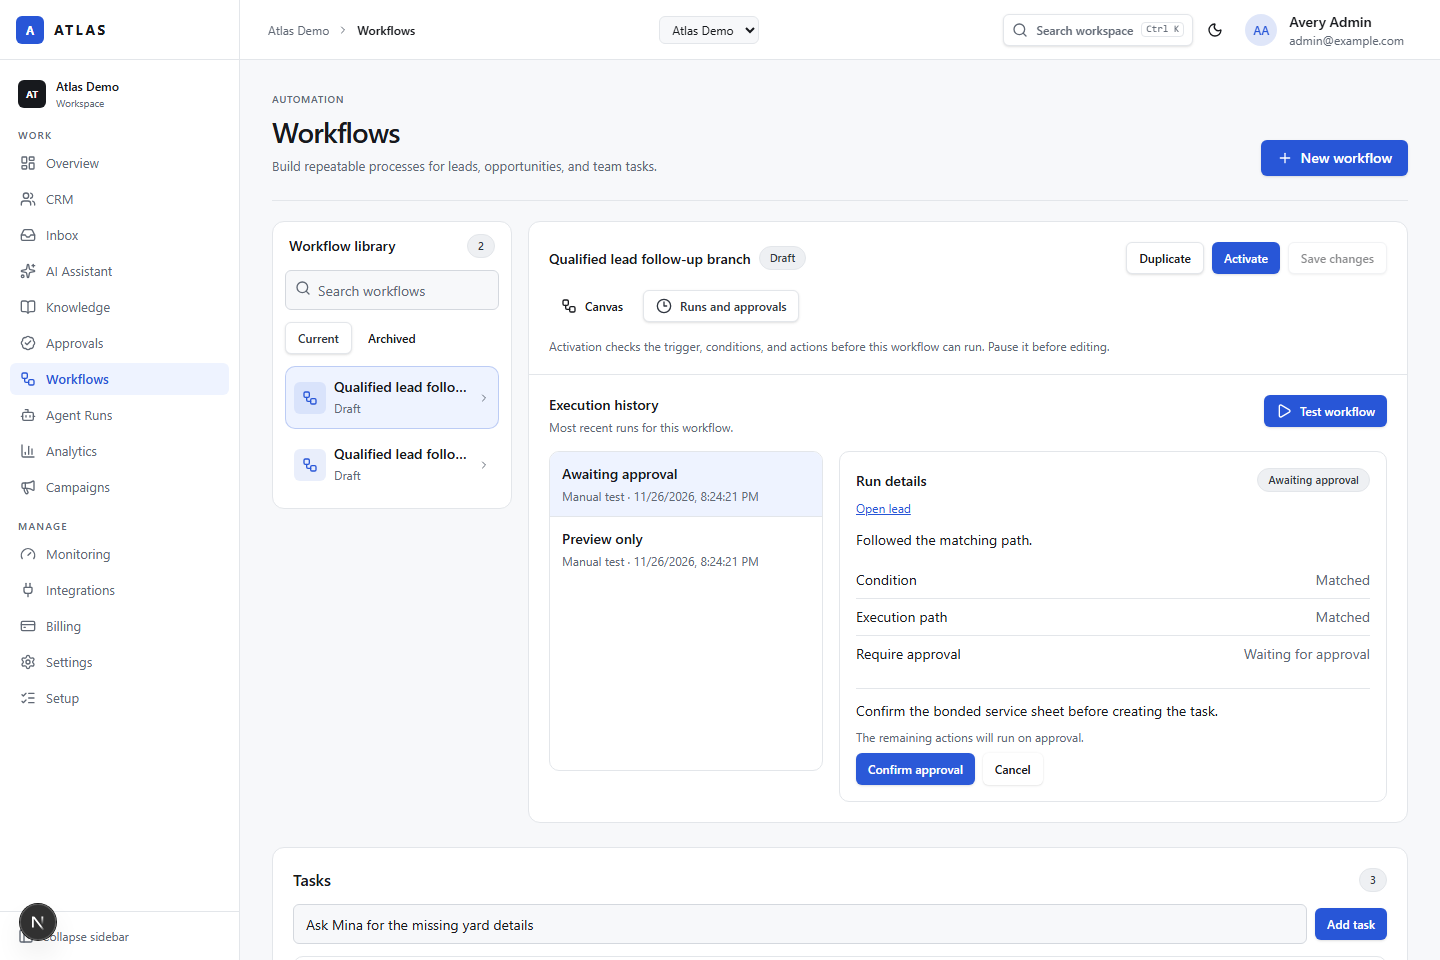 A ATLAS
Atlas Demo > Workflows
Atlas Demo
Search workspace Ctrl K
AA
Avery Admin
admin@example.com
AT
Atlas Demo
Workspace
WORK
Overview
CRM
Inbox
AI Assistant
Knowledge
Approvals
Workflows
Agent Runs
Analytics
Campaigns
MANAGE
Monitoring
Integrations
Billing
Settings
Setup
N
ollapse sidebar
AUTOMATION
Workflows
Build repeatable processes for leads, opportunities, and team tasks.
+ New workflow
Workflow library 2
Search workflows
Current Archived
Qualified lead follo...
Draft
Qualified lead follo...
Draft
Qualified lead follow-up branch Draft
Duplicate Activate Save changes
Canvas Runs and approvals
Activation checks the trigger, conditions, and actions before this workflow can run. Pause it before editing.
Execution history
Most recent runs for this workflow.
Test workflow
Awaiting approval
Manual test · 11/26/2026, 8:24:21 PM
Preview only
Manual test · 11/26/2026, 8:24:21 PM
Run details Awaiting approval
Open lead
Followed the matching path.
Condition Matched
Execution path Matched
Require approval Waiting for approval
Confirm the bonded service sheet before creating the task.
The remaining actions will run on approval.
Confirm approval Cancel
Tasks 3
Ask Mina for the missing yard details Add task